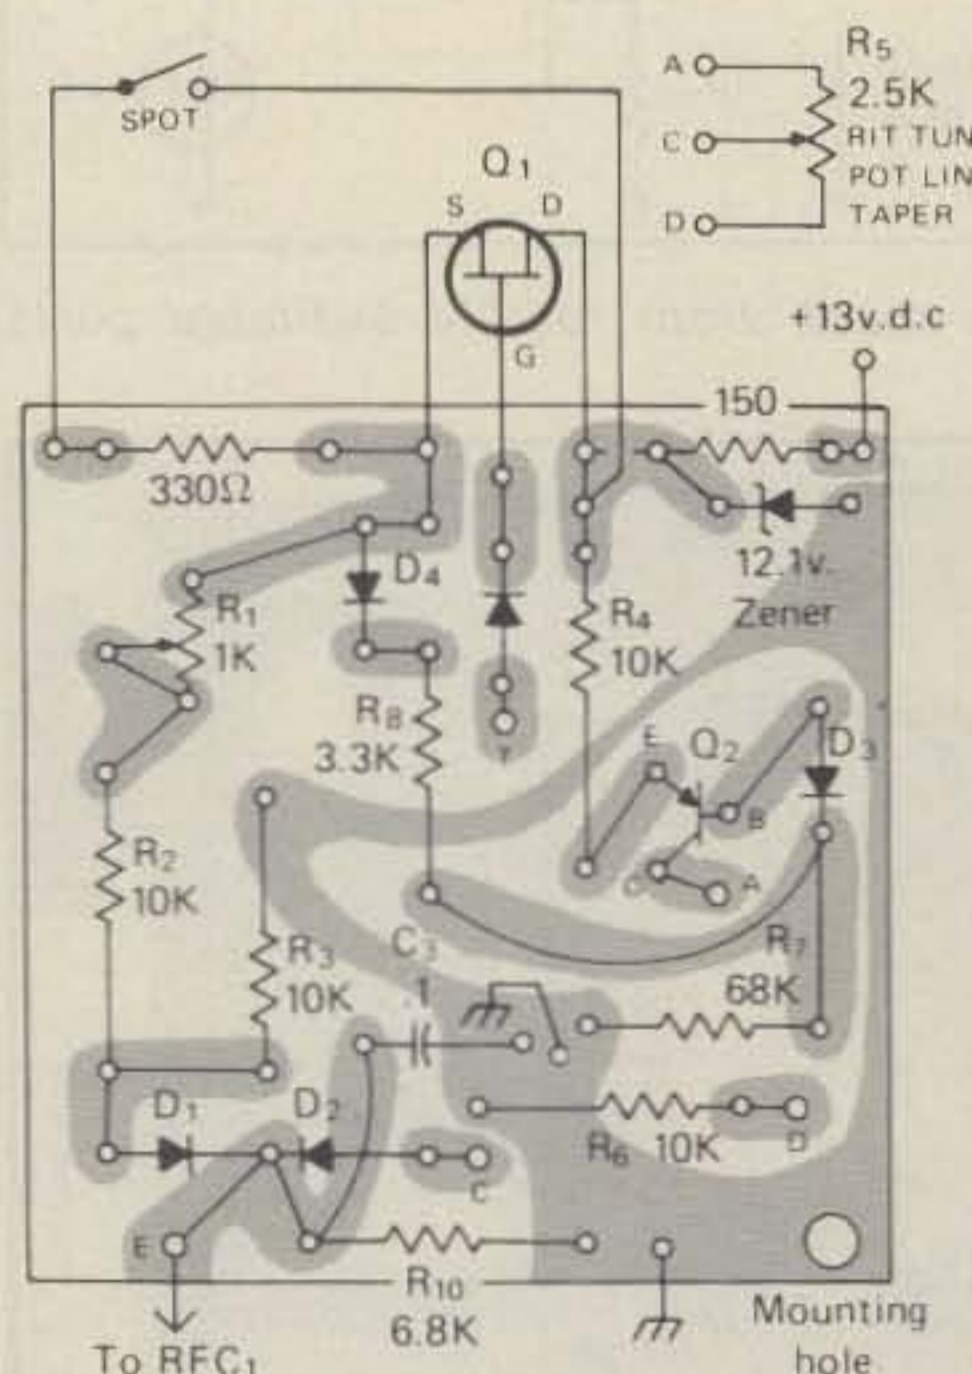 SPOT
A
R5
2.5K
C
RIT TUN
POT LIN
D
TAPER
Q1
S
D
G
+13v.d.c
150
330Ω
D4
12.1v.
Zener
R1
1K
R4
10K
R8
3.3K
T
E
Q2
D3
B
C
A
R2
10K
R3
10K
C3
.1
R7
68K
D1
D2
R6 10K
D
C
E
R10
6.8K
To RFC1
Mounting
hole